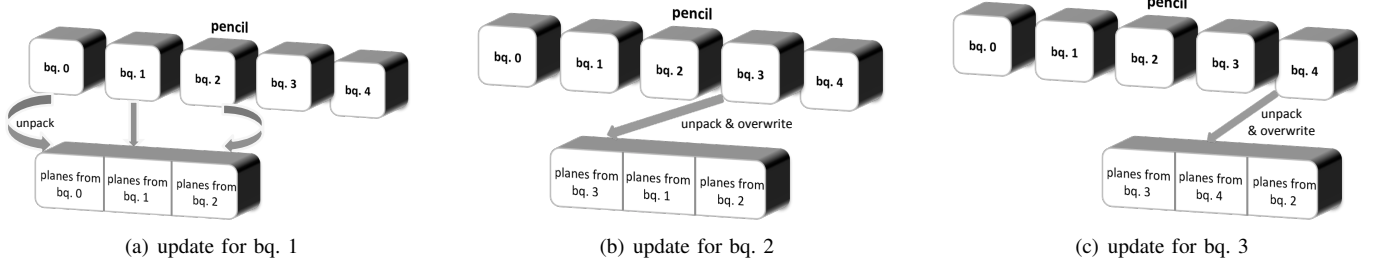 pencil
bq. 0
bq. 1
bq. 2
bq. 3
bq. 4
unpack
planes from
bq. 0
planes from
bq. 1
planes from
bq. 2
(a) update for bq. 1
pencil
bq. 0
bq. 1
bq. 2
bq. 3
bq. 4
unpack & overwrite
planes from
bq. 3
planes from
bq. 1
planes from
bq. 2
(b) update for bq. 2
pencil
bq. 0
bq. 1
bq. 2
bq. 3
bq. 4
unpack
& overwrite
planes from
bq. 3
planes from
bq. 4
planes from
bq. 2
(c) update for bq. 3